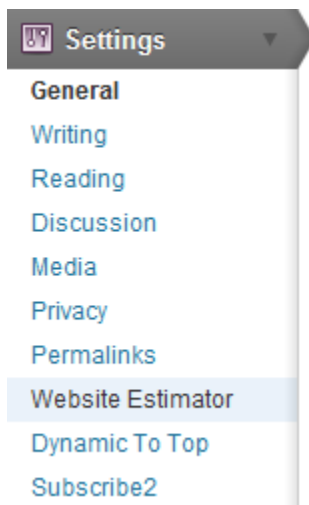 Settings
General
Writing
Reading
Discussion
Media
Privacy
Permalinks
Website Estimator
Dynamic To Top
Subscribe2